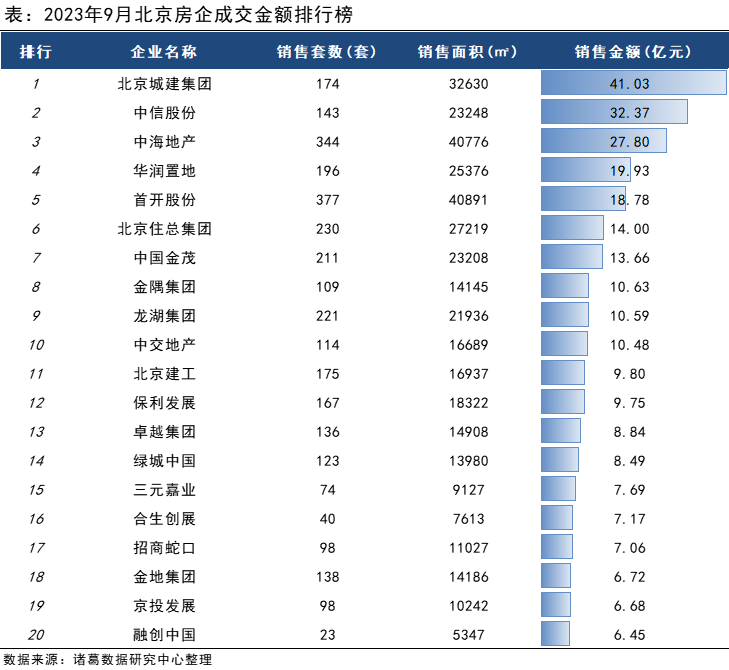 表：2023年9月北京房企成交金额排行榜
排行 企业名称 销售套数(套) 销售面积(㎡) 销售金额(亿元)
1 北京城建集团 174 32630 41.03
2 中信股份 143 23248 32.37
3 中海地产 344 40776 27.80
4 华润置地 196 25376 19.93
5 首开股份 377 40891 18.78
6 北京住总集团 230 27219 14.00
7 中国金茂 211 23208 13.66
8 金隅集团 109 14145 10.63
9 龙湖集团 221 21936 10.59
10 中交地产 114 16689 10.48
11 北京建工 175 16937 9.80
12 保利发展 167 18322 9.75
13 卓越集团 136 14908 8.84
14 绿城中国 123 13980 8.49
15 三元嘉业 74 9127 7.69
16 合生创展 40 7613 7.17
17 招商蛇口 98 11027 7.06
18 金地集团 138 14186 6.72
19 京投发展 98 10242 6.68
20 融创中国 23 5347 6.45
数据来源：诸葛数据研究中心整理